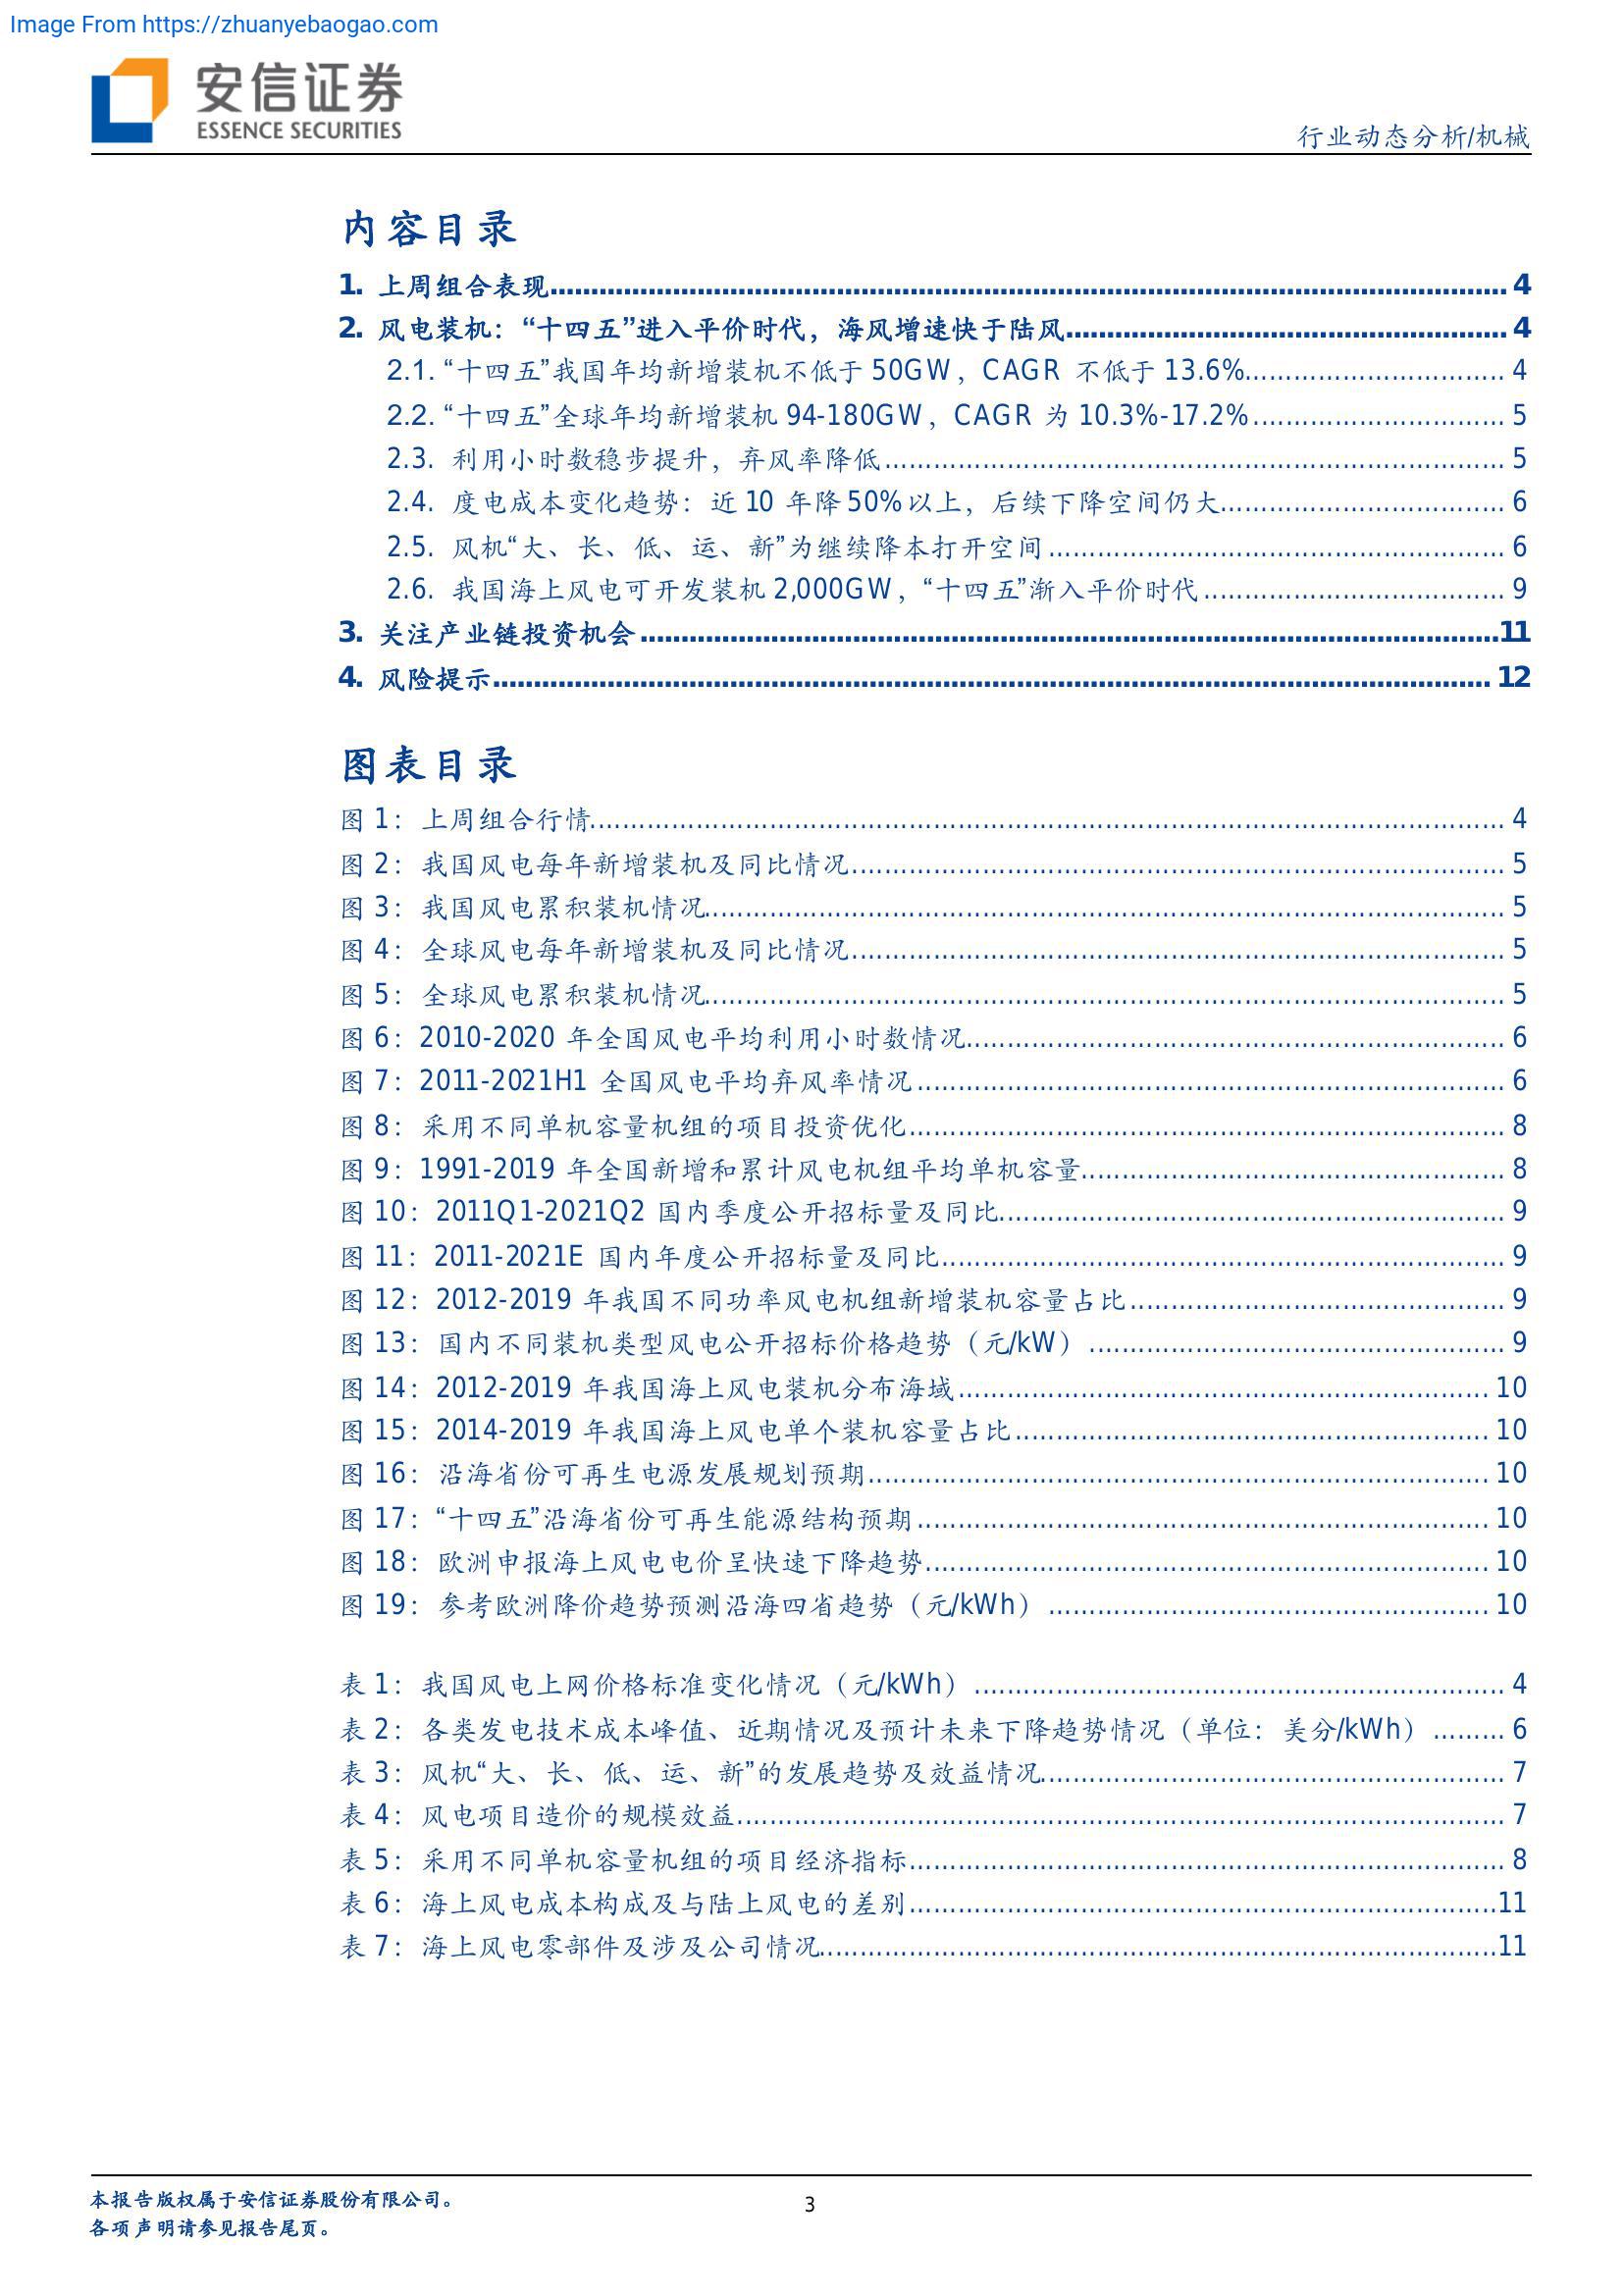 Image From https://zhuanyebaogao.com
安信证券
ESSENCE SECURITIES
行业动态分析/机械
内容目录
1. 上周组合表现 4
2. 风电装机：“十四五”进入平价时代，海风增速快于陆风 4
2.1. “十四五”我国年均新增装机不低于 50GW，CAGR 不低于 13.6% 4
2.2. “十四五”全球年均新增装机 94-180GW，CAGR 为 10.3%-17.2% 5
2.3. 利用小时数稳步提升，弃风率降低 5
2.4. 度电成本变化趋势：近 10 年降 50%以上，后续下降空间仍大 6
2.5. 风机“大、长、低、运、新”为继续降本打开空间 6
2.6. 我国海上风电可开发装机 2,000GW，“十四五”渐入平价时代 9
3. 关注产业链投资机会 11
4. 风险提示 12
图表目录
图 1：上周组合行情 4
图 2：我国风电每年新增装机及同比情况 5
图 3：我国风电累积装机情况 5
图 4：全球风电每年新增装机及同比情况 5
图 5：全球风电累积装机情况 5
图 6：2010-2020 年全国风电平均利用小时数情况 6
图 7：2011-2021H1 全国风电平均弃风率情况 6
图 8：采用不同单机容量机组的项目投资优化 8
图 9：1991-2019 年全国新增和累计风电机组平均单机容量 8
图 10：2011Q1-2021Q2 国内季度公开招标量及同比 9
图 11：2011-2021E 国内年度公开招标量及同比 9
图 12：2012-2019 年我国不同功率风电机组新增装机容量占比 9
图 13：国内不同装机类型风电公开招标价格趋势（元/kW） 9
图 14：2012-2019 年我国海上风电装机分布海域 10
图 15：2014-2019 年我国海上风电单个装机容量占比 10
图 16：沿海省份可再生电源发展规划预期 10
图 17：“十四五”沿海省份可再生能源结构预期 10
图 18：欧洲申报海上风电电价呈快速下降趋势 10
图 19：参考欧洲降价趋势预测沿海四省趋势（元/kWh） 10
表 1：我国风电上网价格标准变化情况（元/kWh） 4
表 2：各类发电技术成本峰值、近期情况及预计未来下降趋势情况（单位：美分/kWh） 6
表 3：风机“大、长、低、运、新”的发展趋势及效益情况 7
表 4：风电项目造价的规模效益 7
表 5：采用不同单机容量机组的项目经济指标 8
表 6：海上风电成本构成及与陆上风电的差别 11
表 7：海上风电零部件及涉及公司情况 11
本报告版权属于安信证券股份有限公司。
3
各项声明请参见报告尾页。